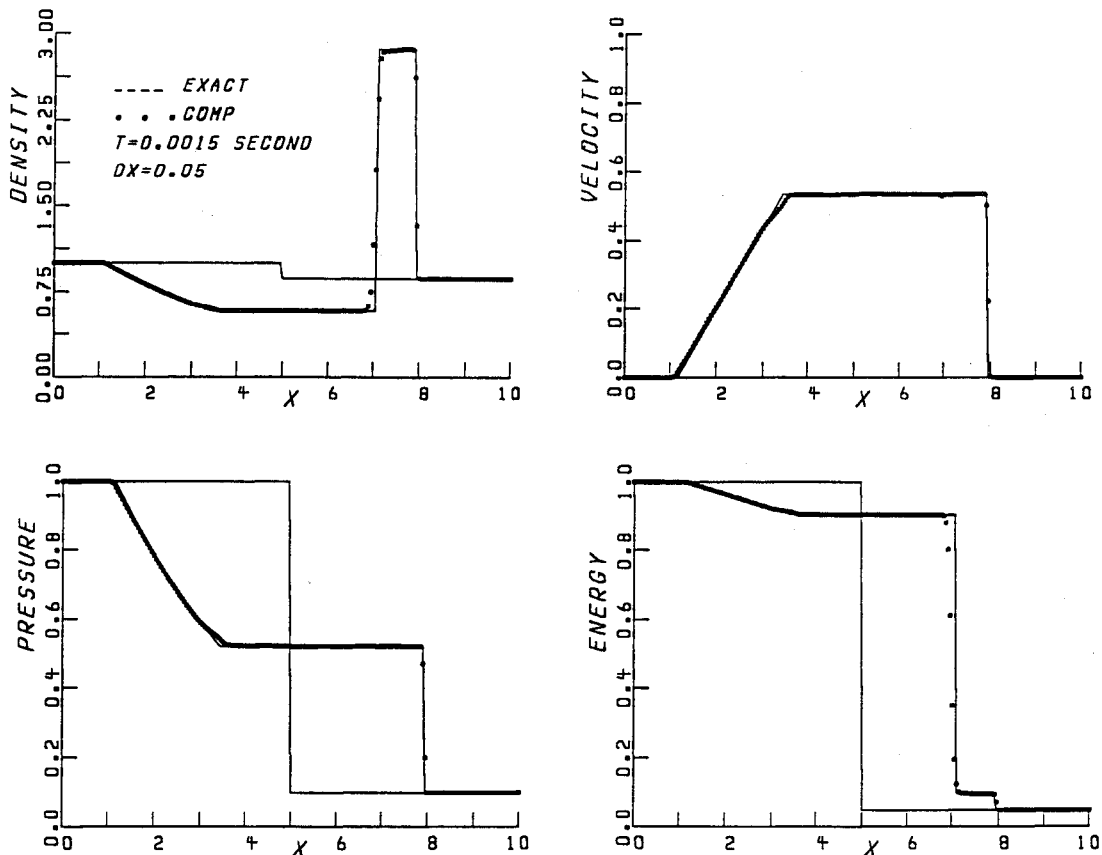 DENSITY
3.00
2.25
1.50
0.75
0.00
---- EXACT
• • • COMP
T=0.0015 SECOND
DX=0.05
0 2 4 6 8 10
X
VELOCITY
1.0
0.8
0.6
0.4
0.2
0.0
0 2 4 6 8 10
X
PRESSURE
1.0
0.8
0.6
0.4
0.2
0.0
0 2 4 6 8 10
X
ENERGY
1.0
0.8
0.6
0.4
0.2
0.0
0 2 4 6 8 10
X